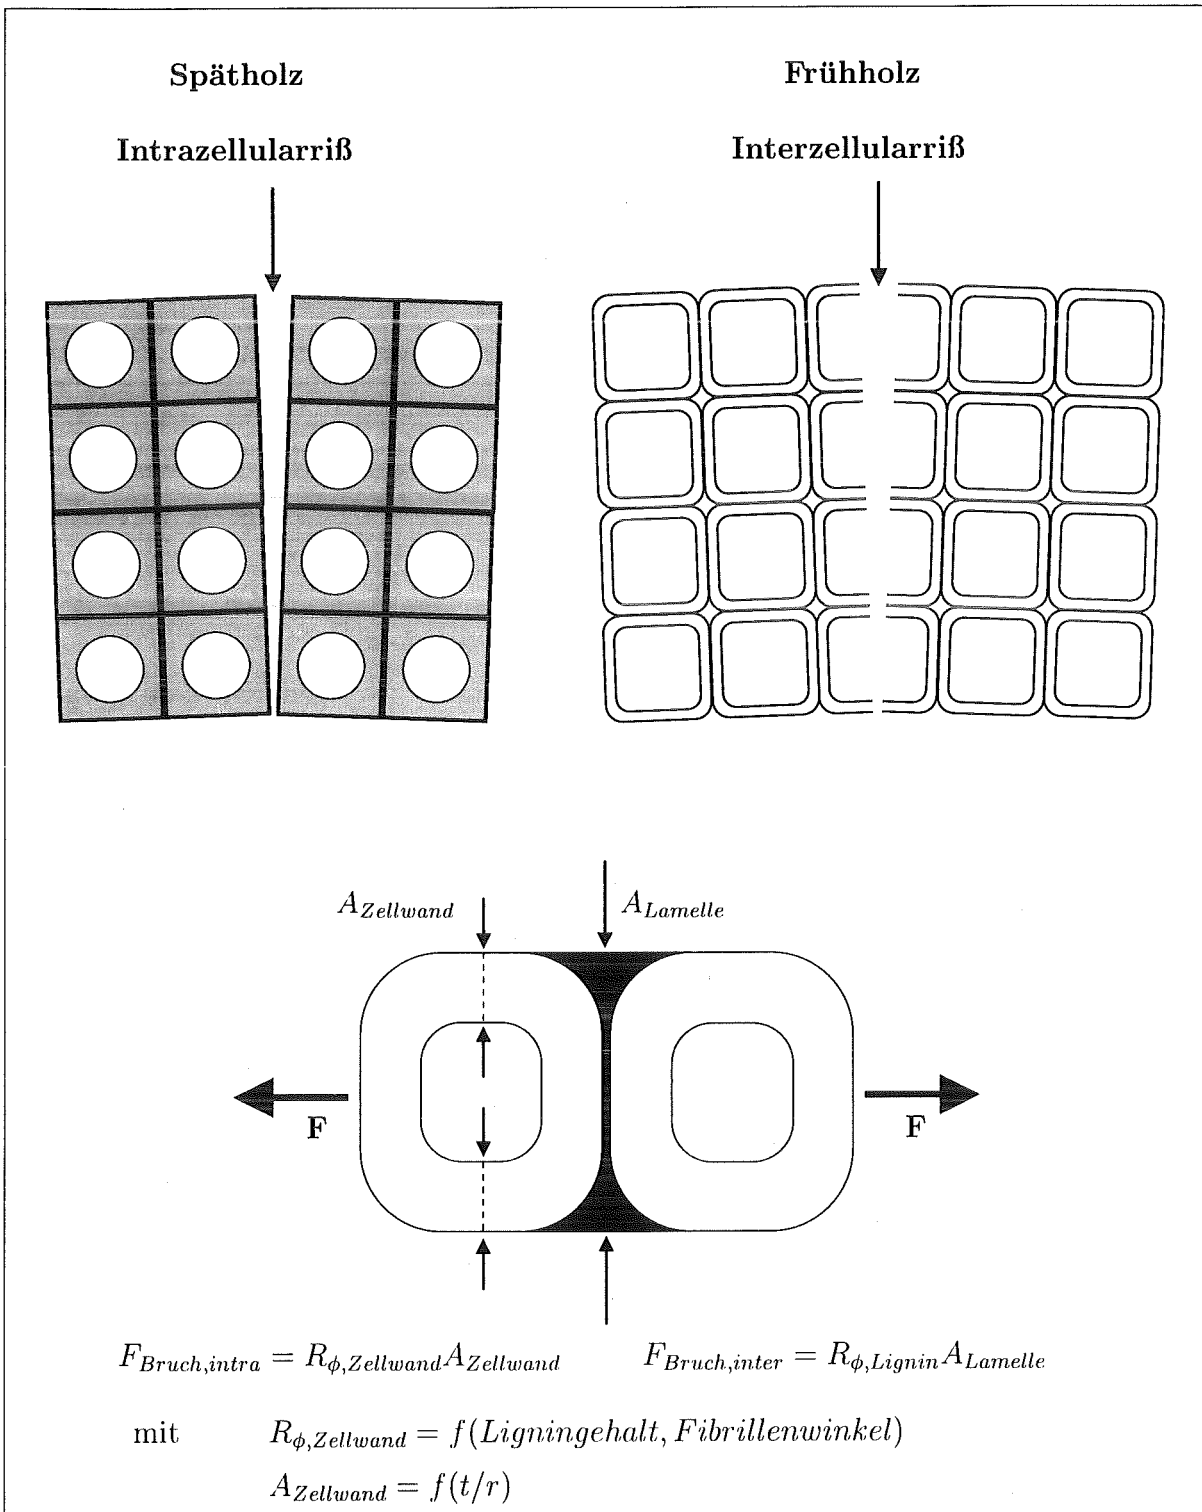 Spätholz
Frühholz
Intrazellularriß
Interzellularriß
A_{Zellwand}
A_{Lamelle}
F
F
F_{Bruch,intra} = R_{ϕ,Zellwand}A_{Zellwand}
F_{Bruch,inter} = R_{ϕ,Lignin}A_{Lamelle}
mit R_{ϕ,Zellwand} = f(Ligningehalt, Fibrillenwinkel)
A_{Zellwand} = f(t/r)